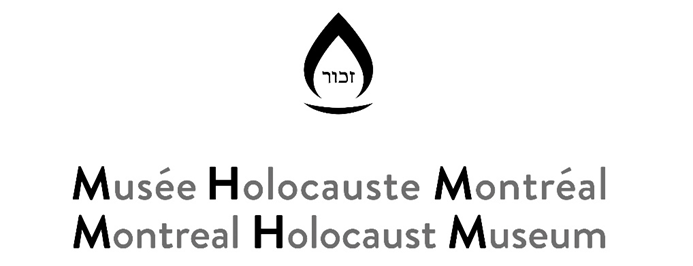 זכור
Musée Holocauste Montréal
Montreal Holocaust Museum